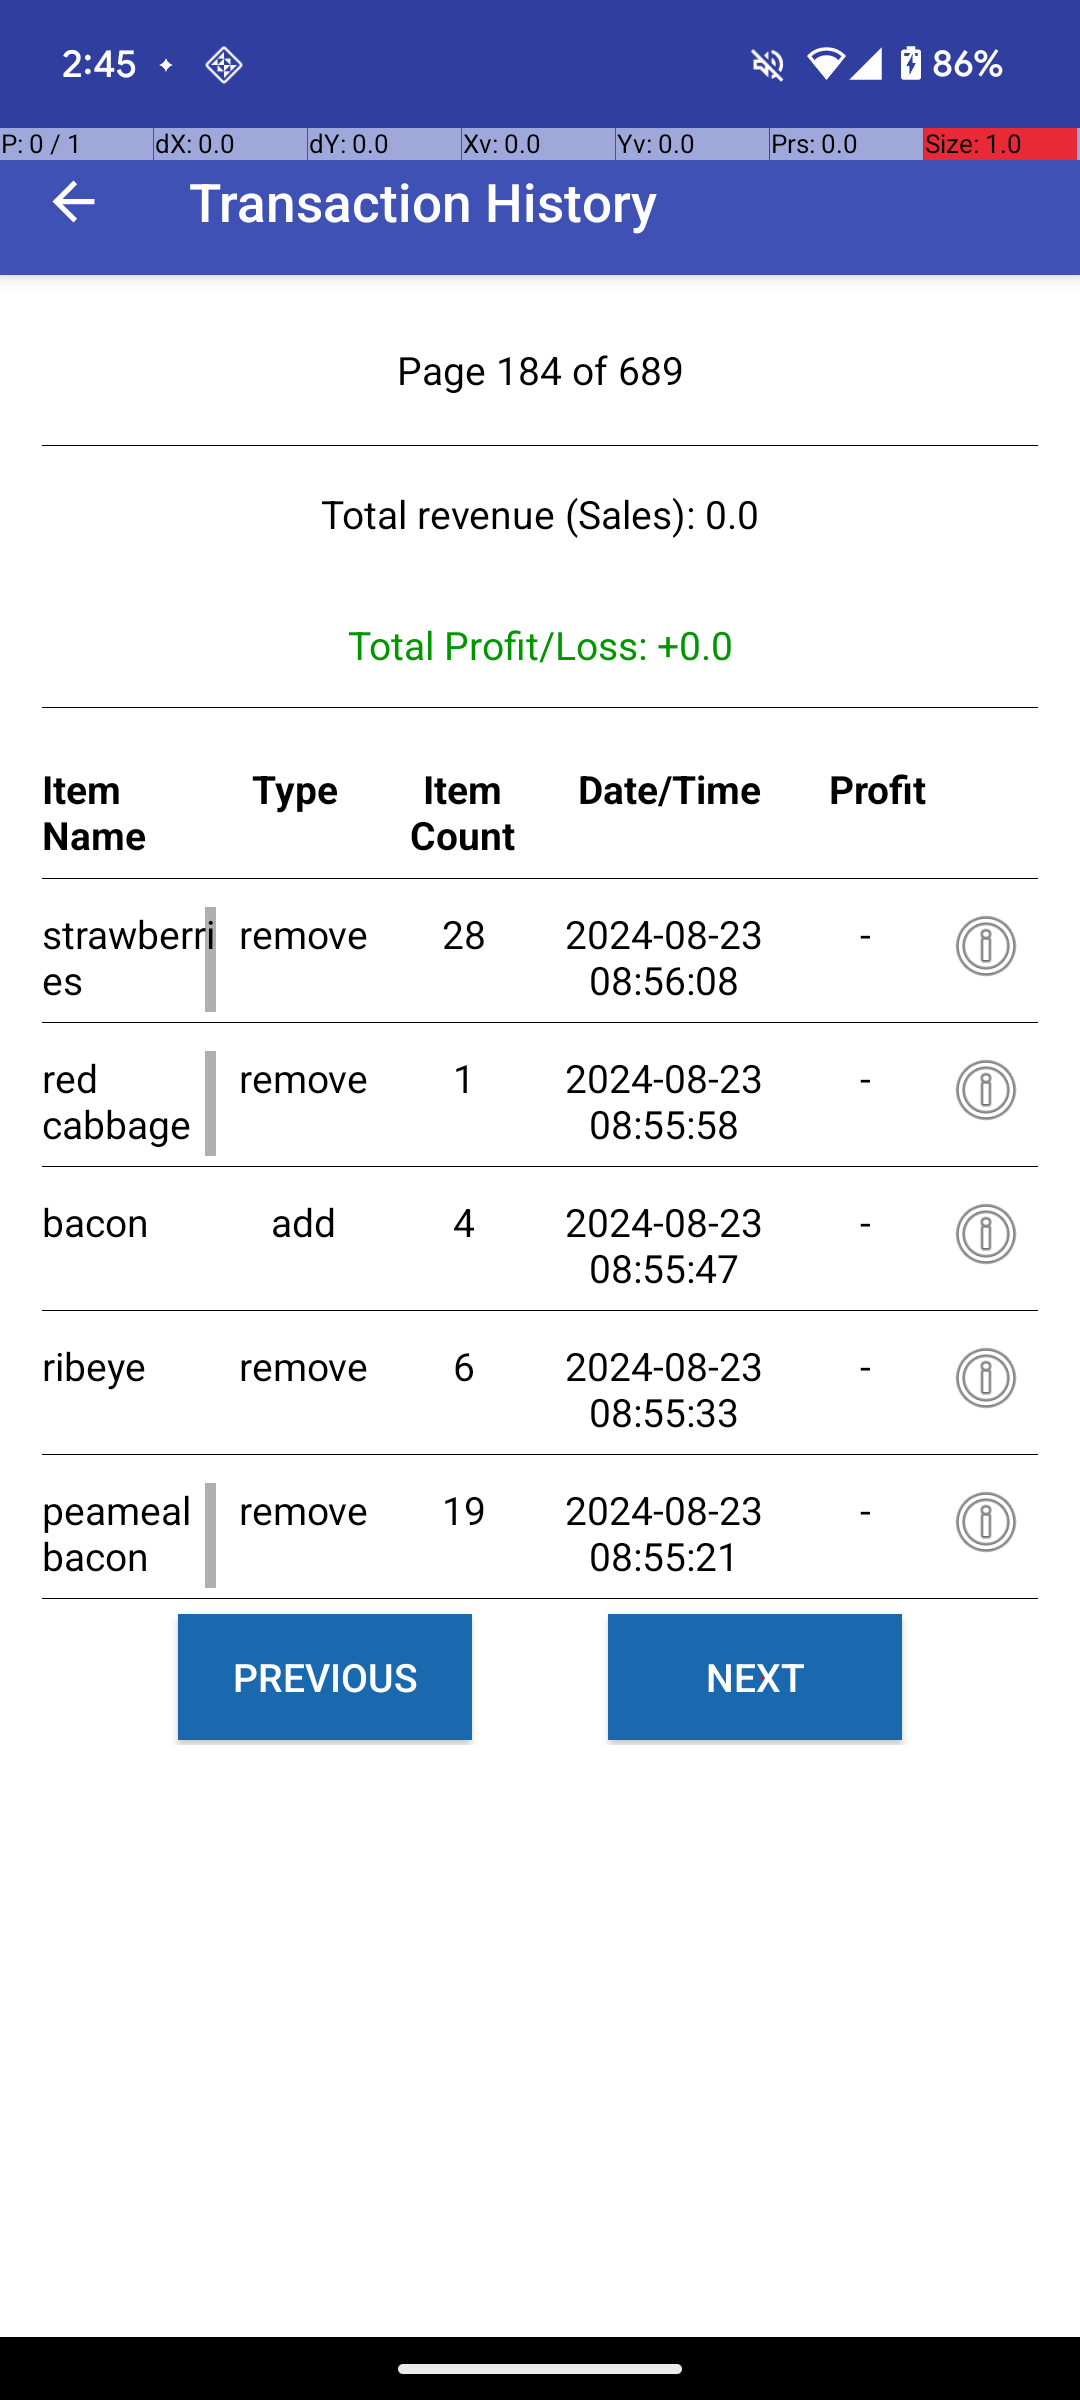 2:45
86%
P: 0 / 1 dX: 0.0 dY: 0.0 Xv: 0.0 Yv: 0.0 Prs: 0.0 Size: 1.0
Transaction History
Page 184 of 689
Total revenue (Sales): 0.0
Total Profit/Loss: +0.0
Item Type Item Date/Time Profit
Name Count
strawberri remove 28 2024-08-23 -
es 08:56:08
red remove 1 2024-08-23 -
cabbage 08:55:58
bacon add 4 2024-08-23 -
08:55:47
ribeye remove 6 2024-08-23 -
08:55:33
peameal remove 19 2024-08-23 -
bacon 08:55:21
PREVIOUS NEXT